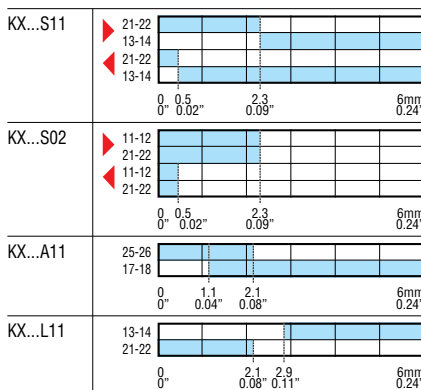 KX...S11
21-22
13-14
21-22
13-14
0 0.5 2.3 6mm
0" 0.02" 0.09" 0.24"
KX...S02
11-12
21-22
11-12
21-22
0 0.5 2.3 6mm
0" 0.02" 0.09" 0.24"
KX...A11
25-26
17-18
0 1.1 2.1 6mm
0" 0.04" 0.08" 0.24"
KX...L11
13-14
21-22
0 2.1 2.9 6mm
0" 0.08" 0.11" 0.24"